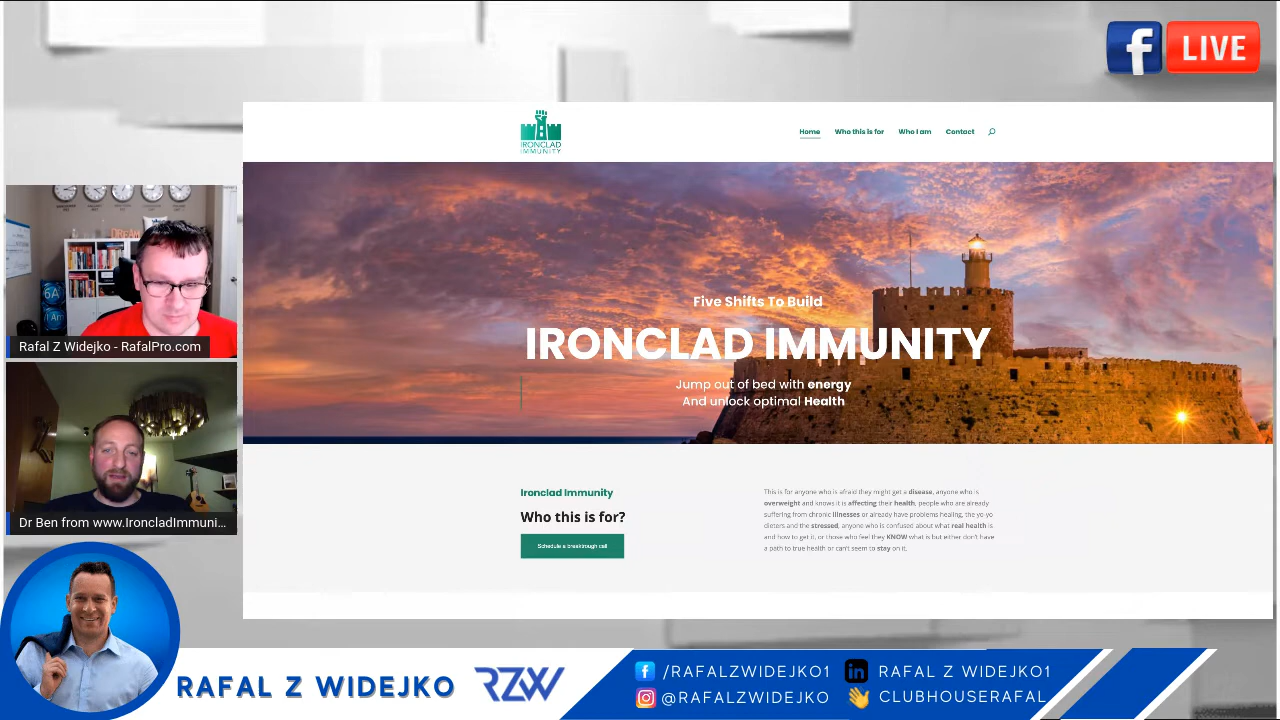 f LIVE
IRONCLAD
IMMUNITY
Home Who this is for Who I am Contact
DREAM
6A
I Am
Rafal Z Widejko - RafalPro.com
Five Shifts To Build
IRONCLAD IMMUNITY
Jump out of bed with energy
And unlock optimal Health
Dr Ben from www.IroncladImmuni...
Ironclad Immunity
Who this is for?
Schedule a breaktrough call
This is for anyone who is afraid they might get a disease, anyone who is
overweight and knows it is affecting their health, people who are already
suffering from chronic illnesses or already have problems healing, the yo-yo
dieters and the stressed, anyone who is confused about what real health is
and how to get it, or those who feel they KNOW what is but either don't have
a path to true health or can't seem to stay on it.
RAFAL Z WIDEJKO
RZW
/RAFALZWIDEJKO1
in RAFAL Z WIDEJKO1
@RAFALZWIDEJKO
CLUBHOUSERAFAL